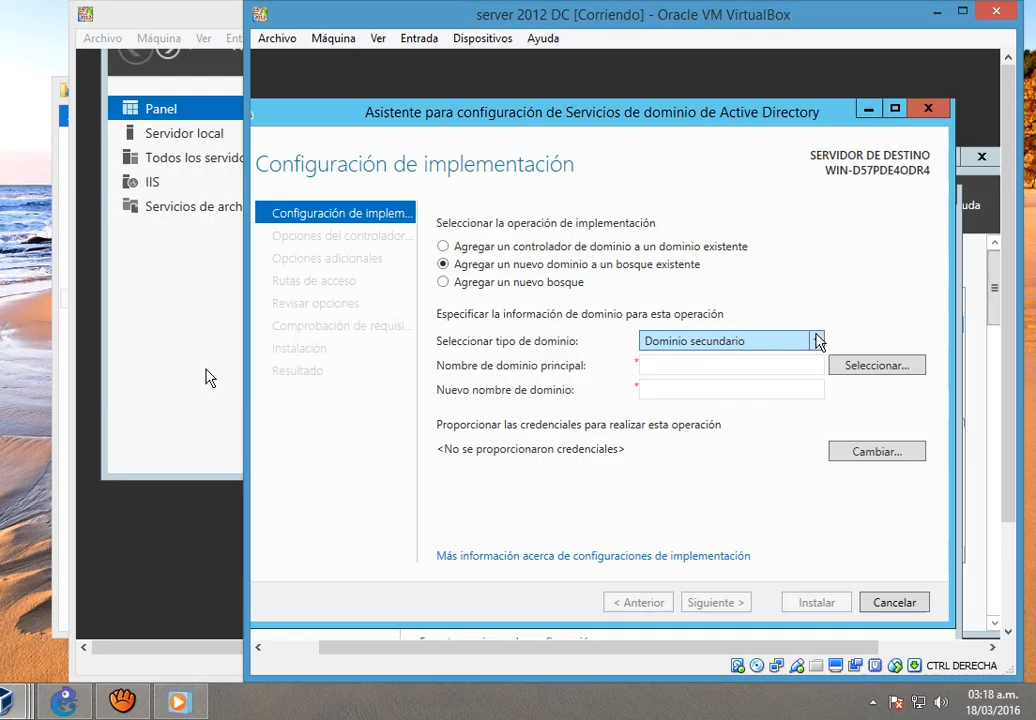 server 2012 DC [Corriendo] - Oracle VM VirtualBox
Archivo Máquina Ver Ent
Archivo Máquina Ver Entrada Dispositivos Ayuda
Panel
Servidor local
Todos los servido
IIS
Servicios de arch
Asistente para configuración de Servicios de dominio de Active Directory
Configuración de implementación
SERVIDOR DE DESTINO
WIN-D57PDE4ODR4
uda
Configuración de implem...
Opciones del controlador...
Opciones adicionales
Rutas de acceso
Revisar opciones
Comprobación de requisi...
Instalación
Resultado
Seleccionar la operación de implementación
Agregar un controlador de dominio a un dominio existente
Agregar un nuevo dominio a un bosque existente
Agregar un nuevo bosque
Especificar la información de dominio para esta operación
Seleccionar tipo de dominio: Dominio secundario
Nombre de dominio principal: * Seleccionar...
Nuevo nombre de dominio: *
Proporcionar las credenciales para realizar esta operación
<No se proporcionaron credenciales> Cambiar...
Más información acerca de configuraciones de implementación
< Anterior Siguiente > Instalar Cancelar
CTRL DERECHA
03:18 a.m.
18/03/2016